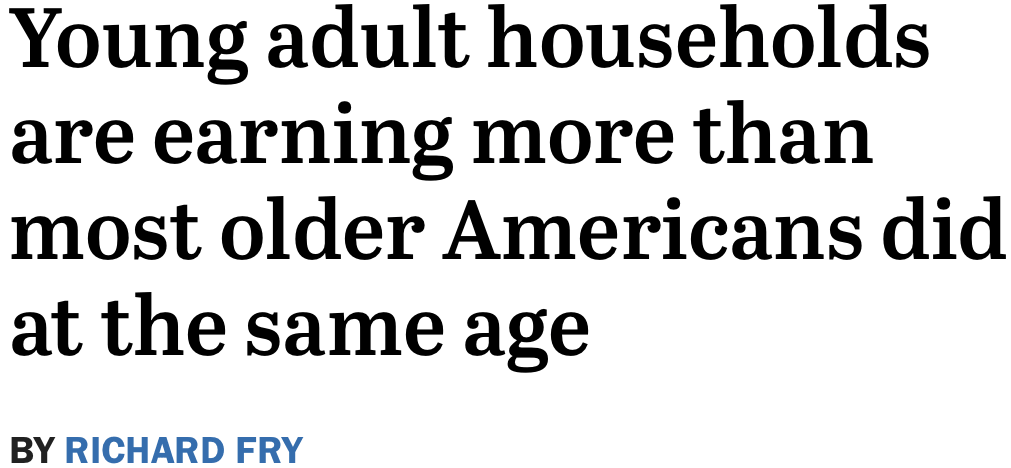 Young adult households
are earning more than
most older Americans did
at the same age
BY RICHARD FRY